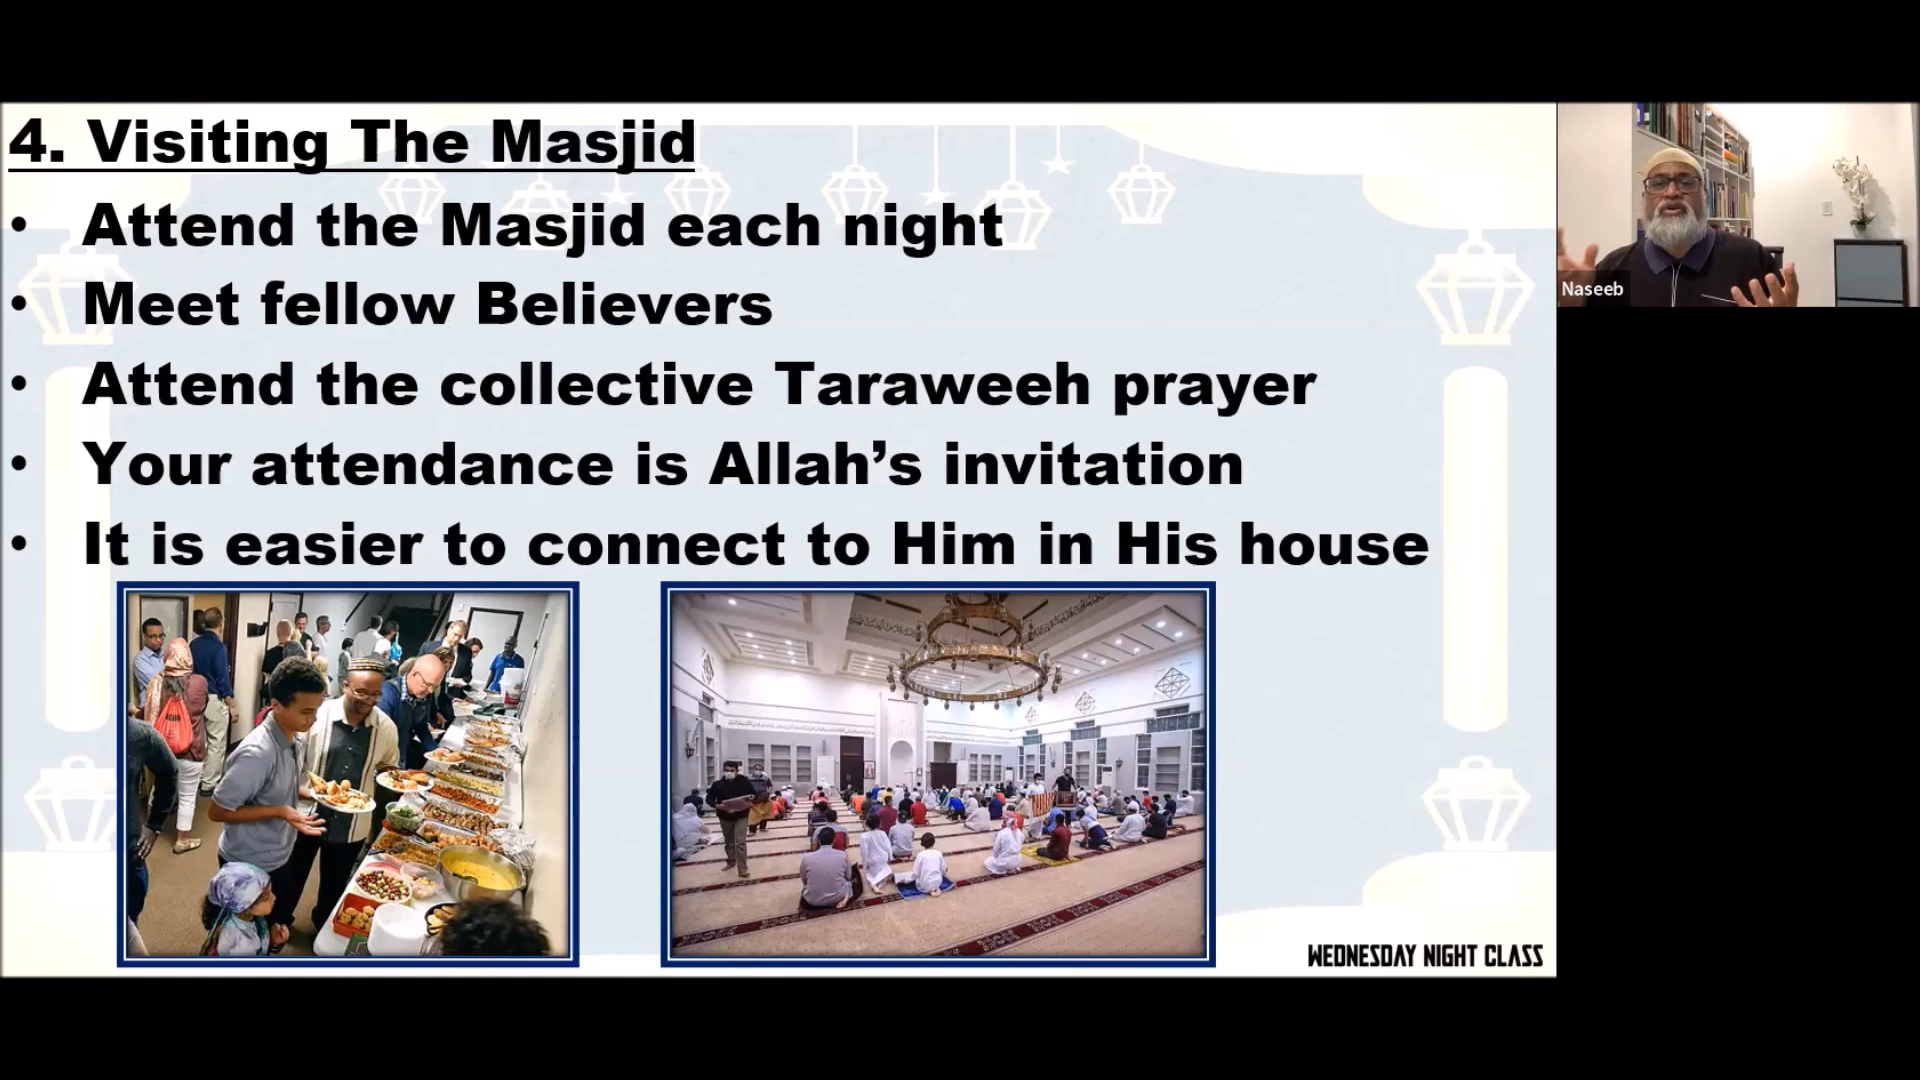 4. Visiting The Masjid
• Attend the Masjid each night
• Meet fellow Believers
• Attend the collective Taraweeh prayer
• Your attendance is Allah’s invitation
• It is easier to connect to Him in His house
Naseeb
WEDNESDAY NIGHT CLASS